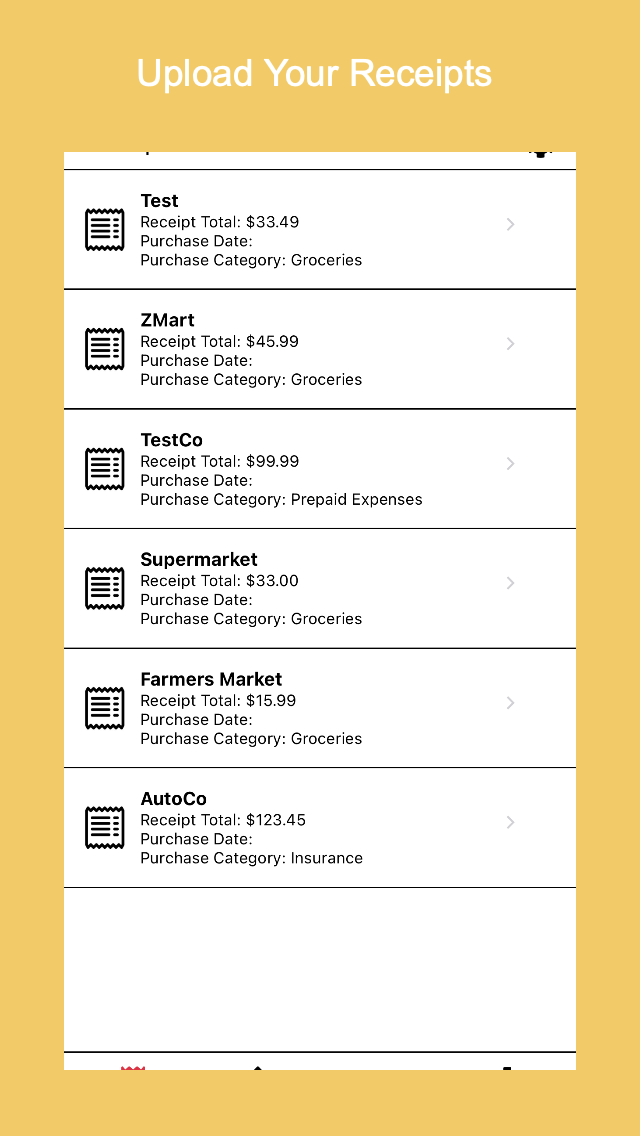 Upload Your Receipts
Test
Receipt Total: $33.49
Purchase Date:
Purchase Category: Groceries
ZMart
Receipt Total: $45.99
Purchase Date:
Purchase Category: Groceries
TestCo
Receipt Total: $99.99
Purchase Date:
Purchase Category: Prepaid Expenses
Supermarket
Receipt Total: $33.00
Purchase Date:
Purchase Category: Groceries
Farmers Market
Receipt Total: $15.99
Purchase Date:
Purchase Category: Groceries
AutoCo
Receipt Total: $123.45
Purchase Date:
Purchase Category: Insurance